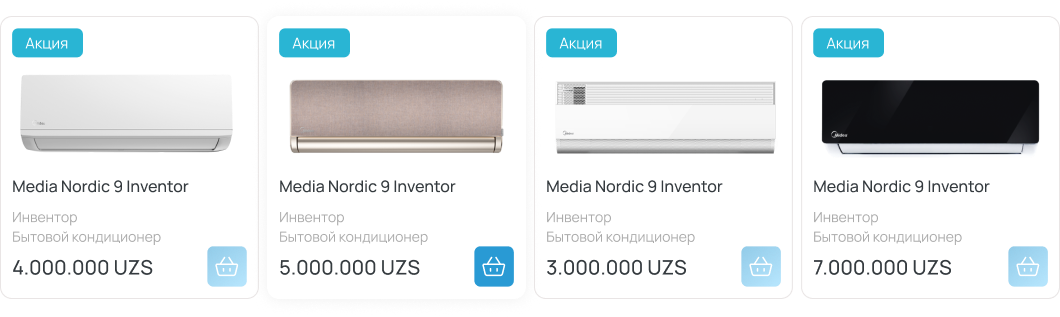 Акция
Media Nordic 9 Inventor
Инвентор
Бытовой кондиционер
4.000.000 UZS
Акция
Media Nordic 9 Inventor
Инвентор
Бытовой кондиционер
5.000.000 UZS
Акция
Midea
Media Nordic 9 Inventor
Инвентор
Бытовой кондиционер
3.000.000 UZS
Акция
Midea
Media Nordic 9 Inventor
Инвентор
Бытовой кондиционер
7.000.000 UZS